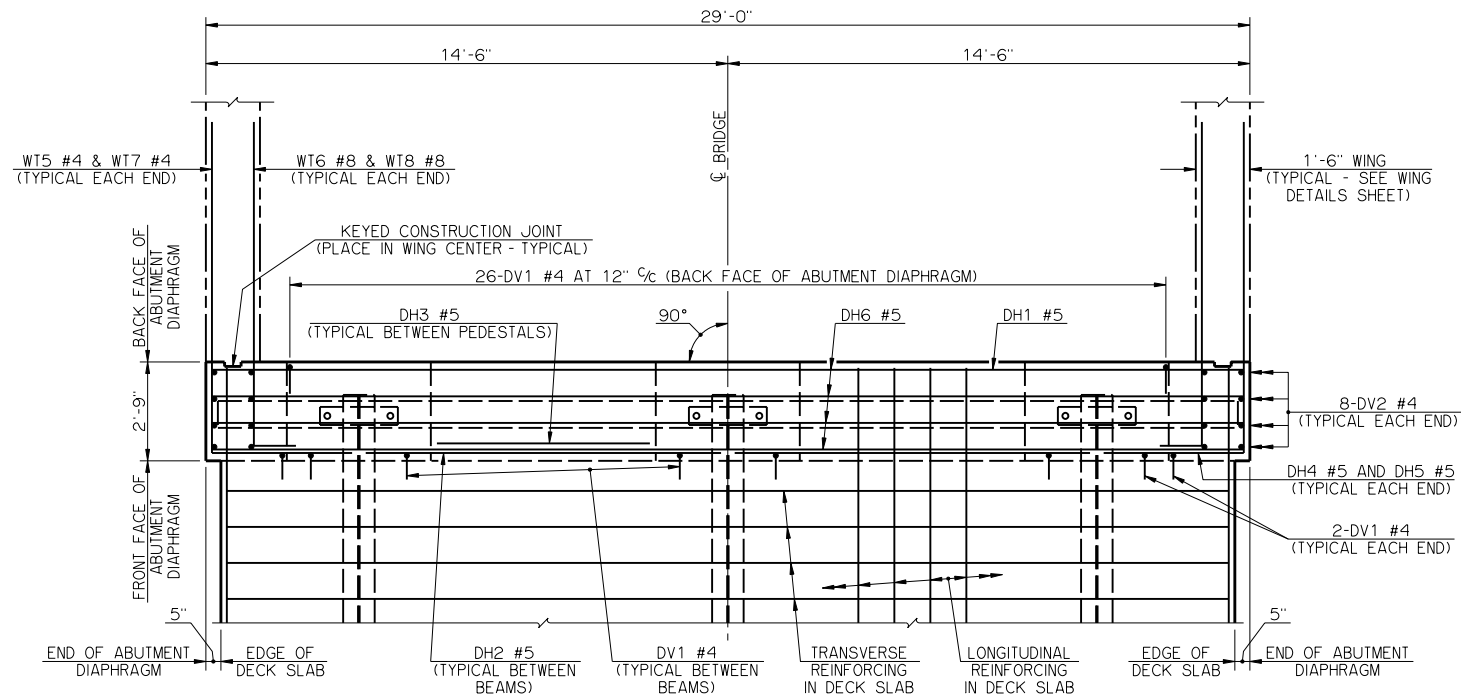 29'-0"
14'-6"
14'-6"
℄ BRIDGE
WT5 #4 & WT7 #4
(TYPICAL EACH END)
WT6 #8 & WT8 #8
(TYPICAL EACH END)
1'-6" WING
(TYPICAL - SEE WING
DETAILS SHEET)
KEYED CONSTRUCTION JOINT
(PLACE IN WING CENTER - TYPICAL)
BACK FACE OF
ABUTMENT
DIAPHRAGM
26-DV1 #4 AT 12" C/C (BACK FACE OF ABUTMENT DIAPHRAGM)
DH3 #5
(TYPICAL BETWEEN PEDESTALS)
90°
DH6 #5
DH1 #5
2'-9"
8-DV2 #4
(TYPICAL EACH END)
DH4 #5 AND DH5 #5
(TYPICAL EACH END)
2-DV1 #4
(TYPICAL EACH END)
FRONT FACE OF
ABUTMENT
DIAPHRAGM
5"
5"
END OF ABUTMENT
DIAPHRAGM
EDGE OF
DECK SLAB
DH2 #5
(TYPICAL BETWEEN
BEAMS)
DV1 #4
(TYPICAL BETWEEN
BEAMS)
TRANSVERSE
REINFORCING
IN DECK SLAB
LONGITUDINAL
REINFORCING
IN DECK SLAB
EDGE OF
DECK SLAB
END OF ABUTMENT
DIAPHRAGM